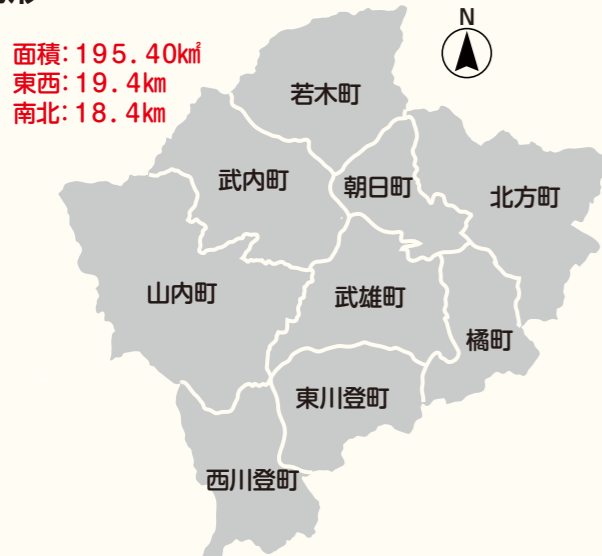 面積:195.40㎢
東西:19.4㎞
南北:18.4㎞
N
若木町
武内町
朝日町
北方町
山内町
武雄町
橘町
東川登町
西川登町